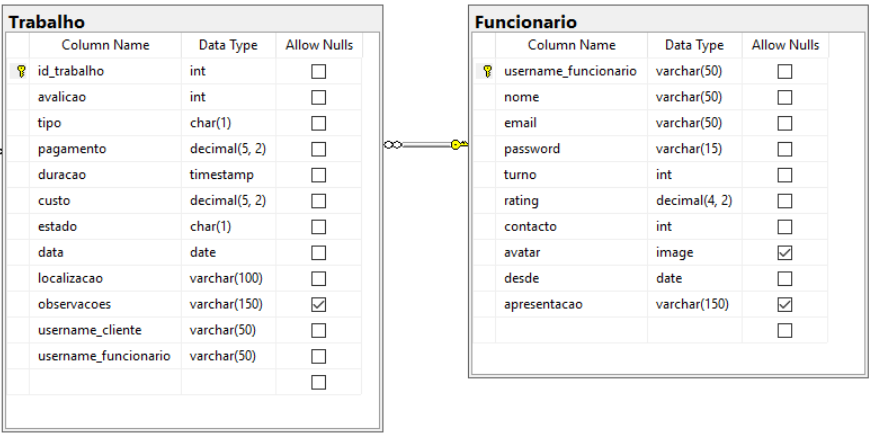 Trabalho
Column Name Data Type Allow Nulls
id_trabalho int
avalicao int
tipo char(1)
pagamento decimal(5, 2)
duracao timestamp
custo decimal(5, 2)
estado char(1)
data date
localizacao varchar(100)
observacoes varchar(150)
username_cliente varchar(50)
username_funcionario varchar(50)
Funcionario
Column Name Data Type Allow Nulls
username_funcionario varchar(50)
nome varchar(50)
email varchar(50)
password varchar(15)
turno int
rating decimal(4, 2)
contacto int
avatar image
desde date
apresentacao varchar(150)